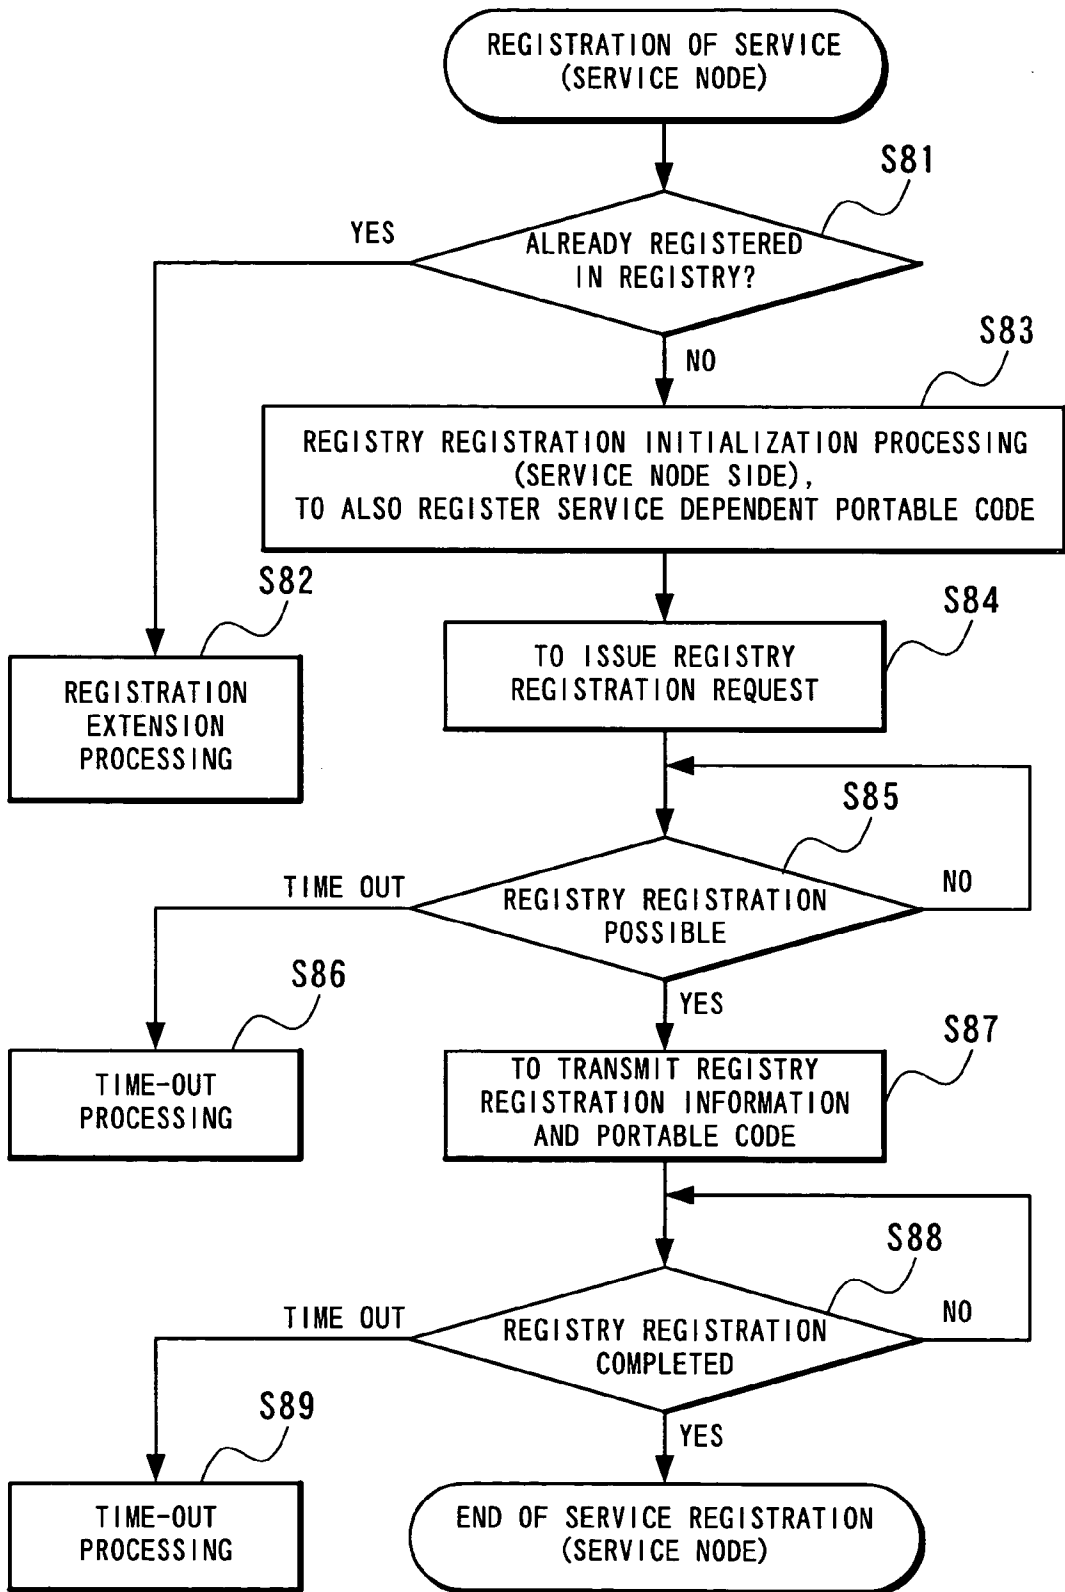 REGISTRATION OF SERVICE
(SERVICE NODE)
S81
YES
ALREADY REGISTERED
IN REGISTRY?
S83
NO
REGISTRY REGISTRATION INITIALIZATION PROCESSING
(SERVICE NODE SIDE),
TO ALSO REGISTER SERVICE DEPENDENT PORTABLE CODE
S82
S84
REGISTRATION
EXTENSION
PROCESSING
TO ISSUE REGISTRY
REGISTRATION REQUEST
S85
TIME OUT
REGISTRY REGISTRATION
POSSIBLE
NO
S86
YES
S87
TIME-OUT
PROCESSING
TO TRANSMIT REGISTRY
REGISTRATION INFORMATION
AND PORTABLE CODE
S88
TIME OUT
REGISTRY REGISTRATION
COMPLETED
NO
S89
YES
TIME-OUT
PROCESSING
END OF SERVICE REGISTRATION
(SERVICE NODE)